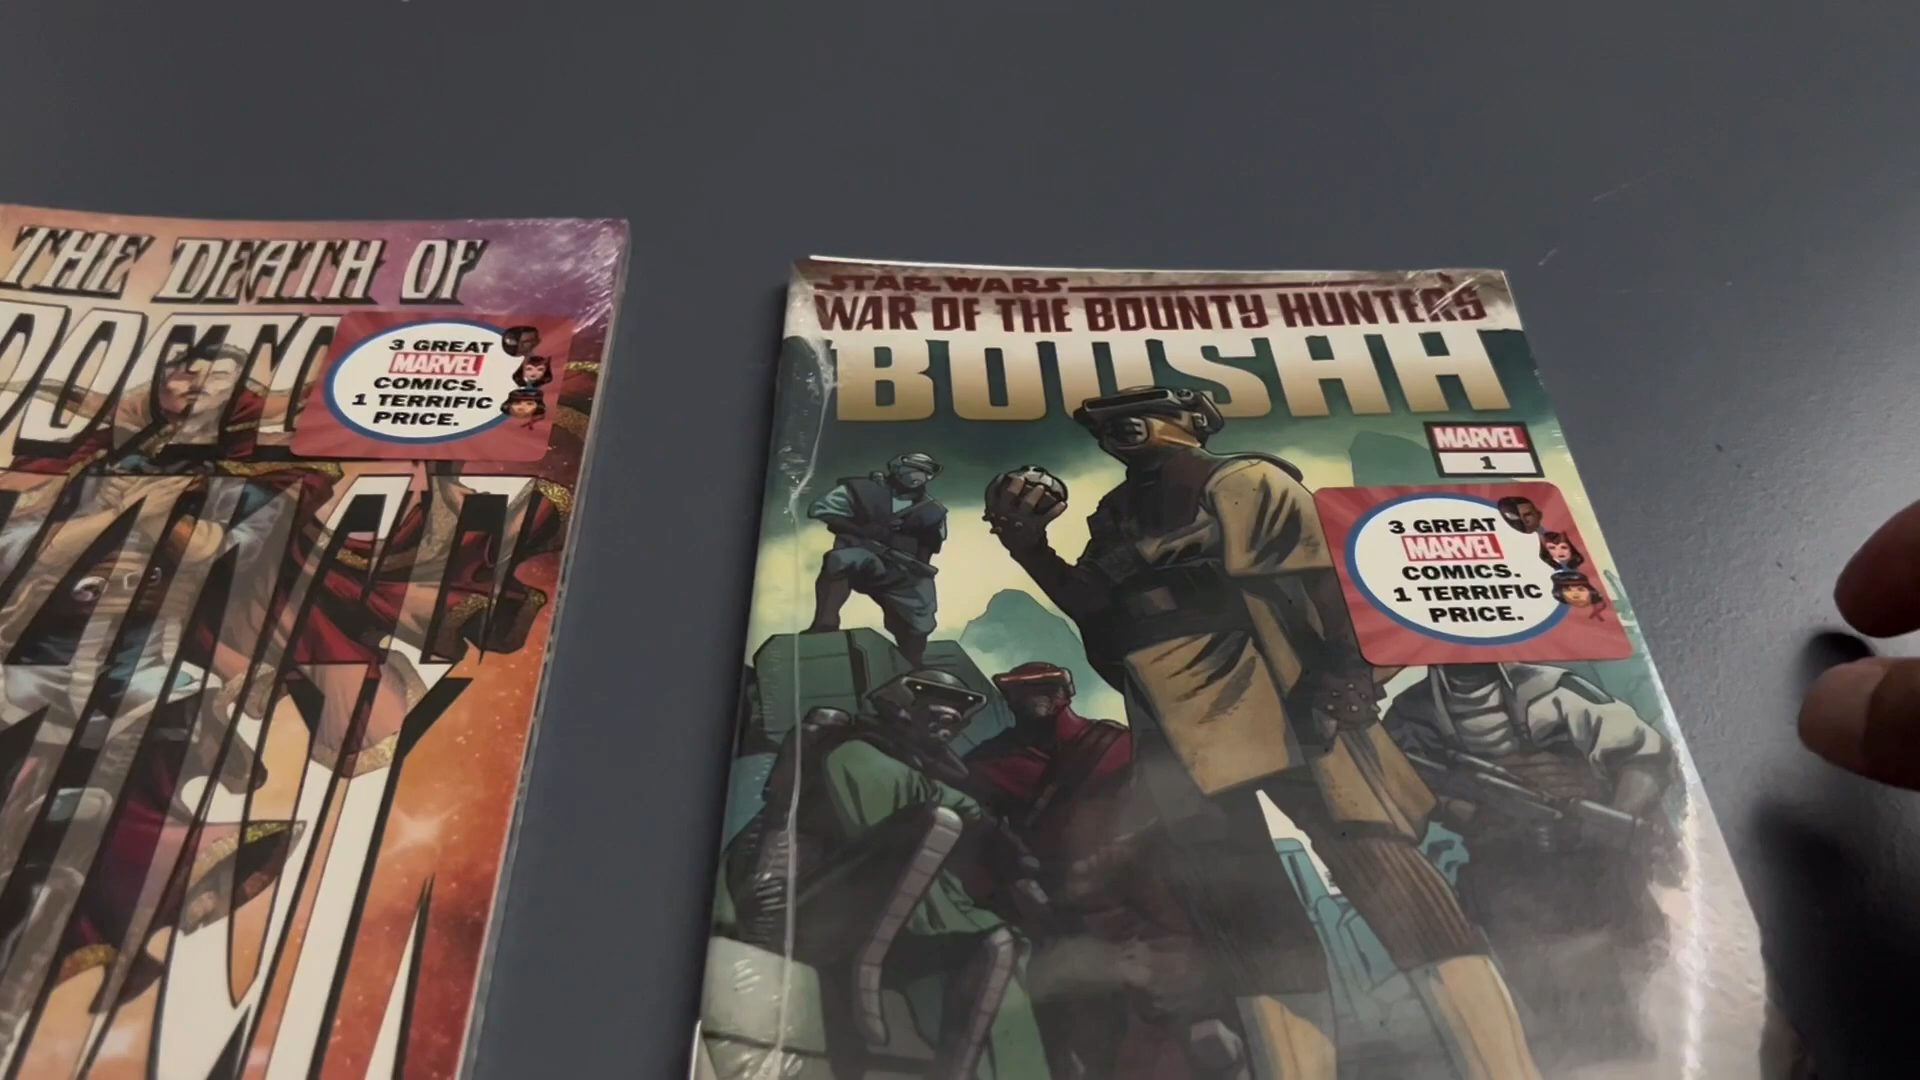 THE DEATH OF
DOCTO
3 GREAT
MARVEL
COMICS.
1 TERRIFIC
PRICE.
STAR WARS
WAR OF THE BOUNTY HUNTERS
BOUSHH
MARVEL
1
3 GREAT
MARVEL
COMICS.
1 TERRIFIC
PRICE.